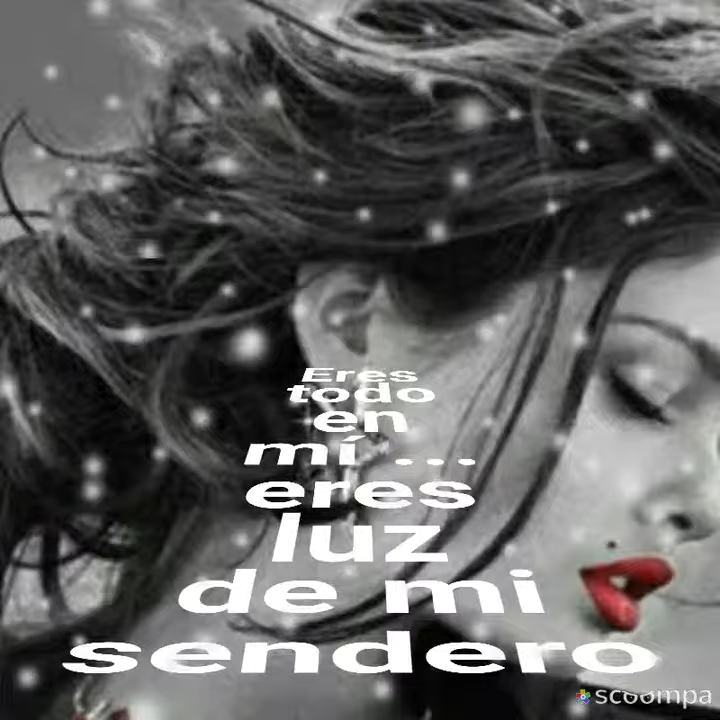 Eres
todo
en
mí ...
eres
luz
de mi
sendero
scoompa